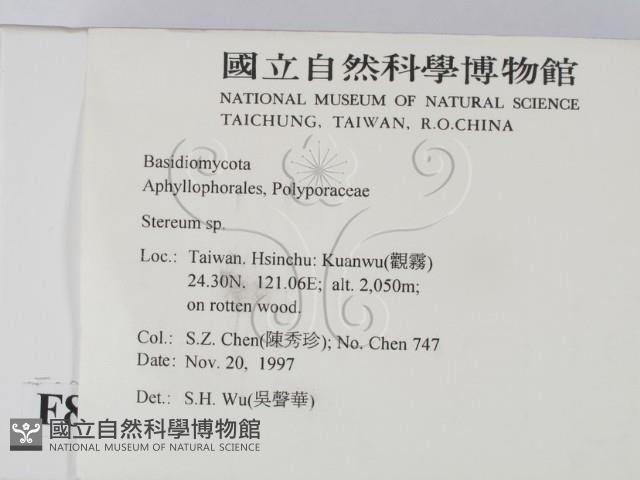 國立自然科學博物館
NATIONAL MUSEUM OF NATURAL SCIENCE
TAICHUNG, TAIWAN, R.O.CHINA
Basidiomycota
Aphyllophorales, Polyporaceae
Stereum sp.
Loc.: Taiwan. Hsinchu: Kuanwu(觀霧)
24.30N. 121.06E; alt. 2,050m;
on rotten wood.
Col.: S.Z. Chen(陳秀珍); No. Chen 747
Date: Nov. 20, 1997
Det.: S.H. Wu(吳聲華)
國立自然科學博物館
NATIONAL MUSEUM OF NATURAL SCIENCE